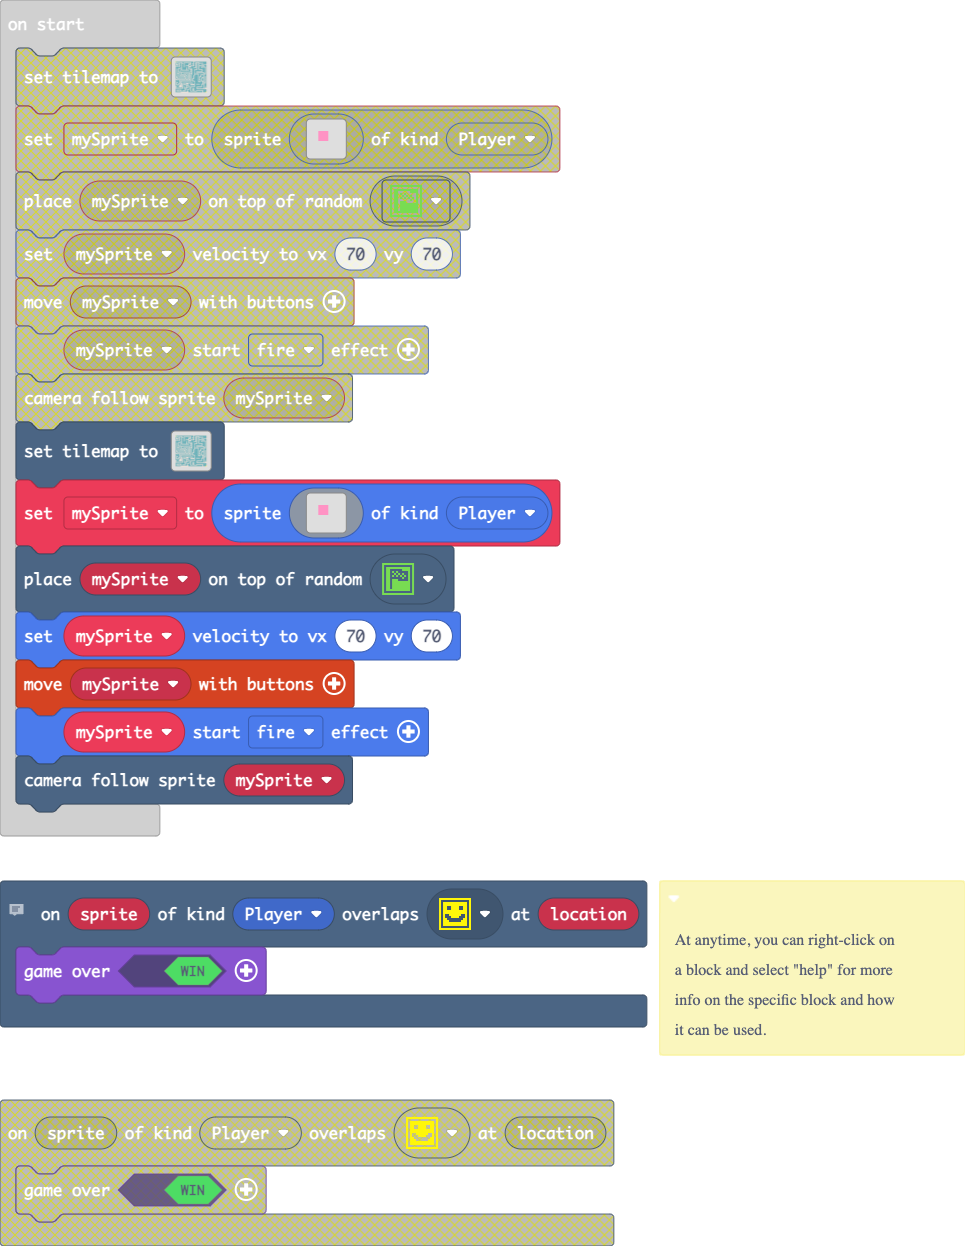 on start
set tilemap to
set mySprite to sprite of kind Player
place mySprite on top of random
set mySprite velocity to vx 70 vy 70
move mySprite with buttons
mySprite start fire effect
camera follow sprite mySprite
set tilemap to
set mySprite to sprite of kind Player
place mySprite on top of random
set mySprite velocity to vx 70 vy 70
move mySprite with buttons
mySprite start fire effect
camera follow sprite mySprite
on sprite of kind Player overlaps at location
game over WIN
At anytime, you can right-click on
a block and select "help" for more
info on the specific block and how
it can be used.
on sprite of kind Player overlaps at location
game over WIN